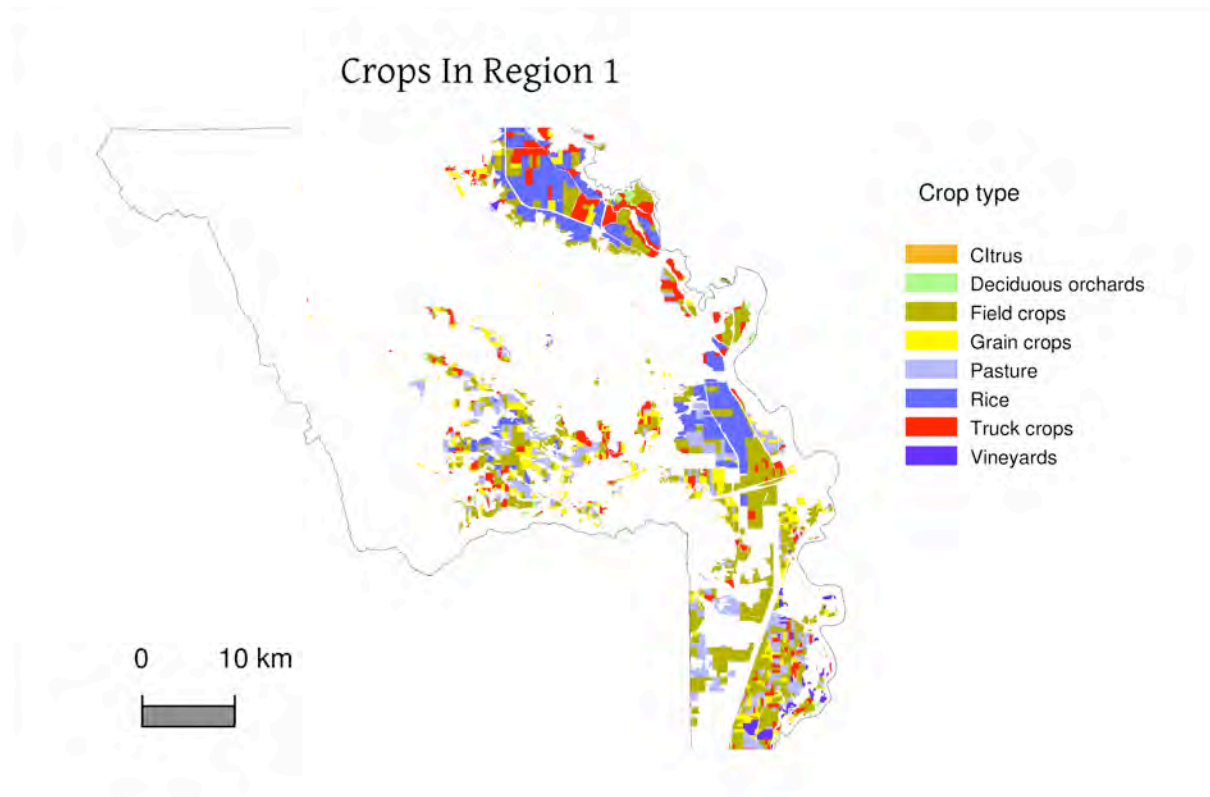 Crops In Region 1
Crop type
CItrus
Deciduous orchards
Field crops
Grain crops
Pasture
Rice
Truck crops
Vineyards
0 10 km